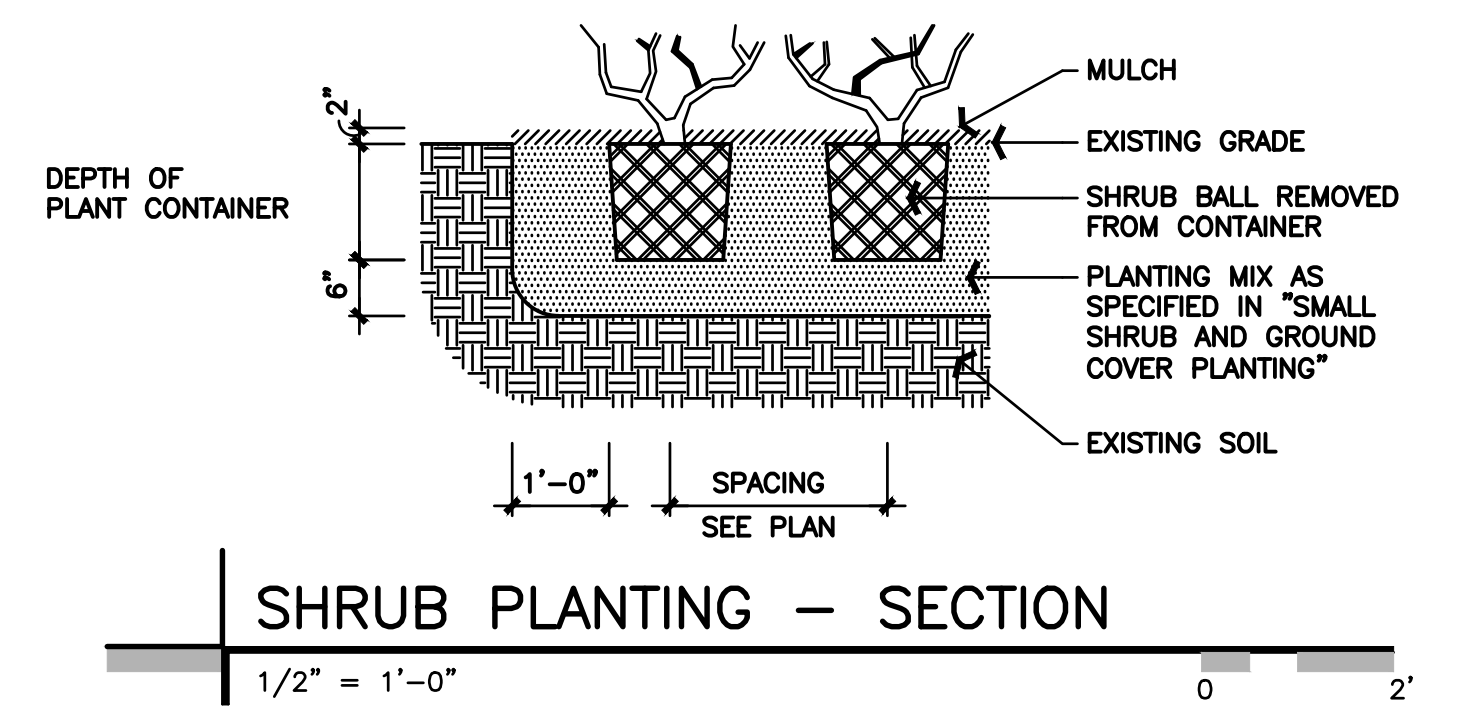 2"
DEPTH OF
PLANT CONTAINER
6"
MULCH
EXISTING GRADE
SHRUB BALL REMOVED
FROM CONTAINER
PLANTING MIX AS
SPECIFIED IN "SMALL
SHRUB AND GROUND
COVER PLANTING"
EXISTING SOIL
1'-0"
SPACING
SEE PLAN
SHRUB PLANTING - SECTION
1/2" = 1'-0"
0 2'